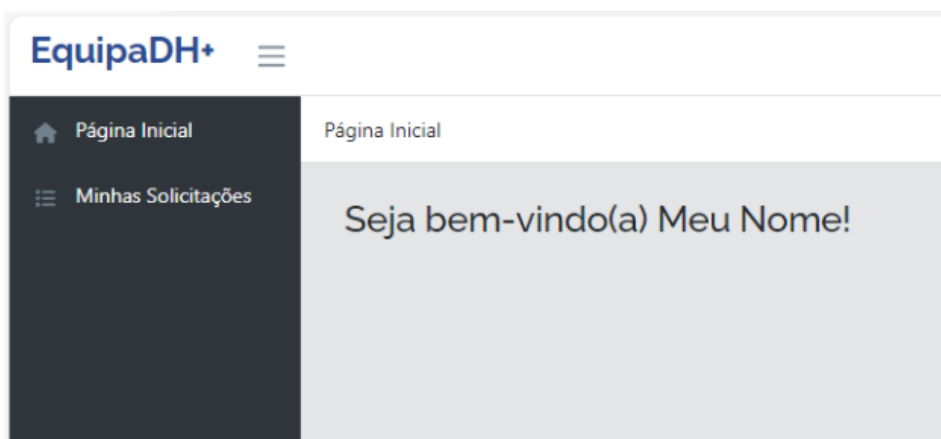 EquipaDH+
Página Inicial
Minhas Solicitações
Página Inicial
Seja bem-vindo(a) Meu Nome!